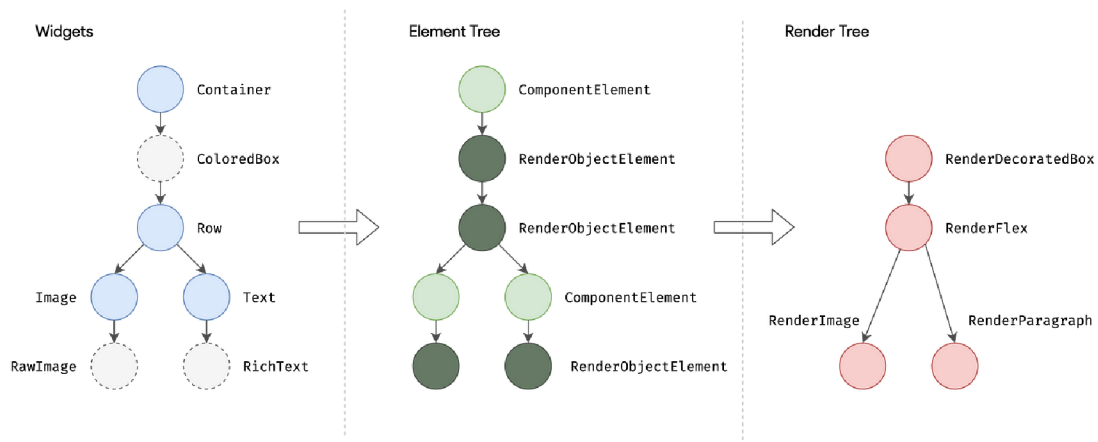 Widgets
Element Tree
Render Tree
Container
ComponentElement
ColoredBox
RenderObjectElement
RenderDecoratedBox
Row
RenderObjectElement
RenderFlex
Image
Text
ComponentElement
RenderImage
RenderParagraph
RawImage
RichText
RenderObjectElement